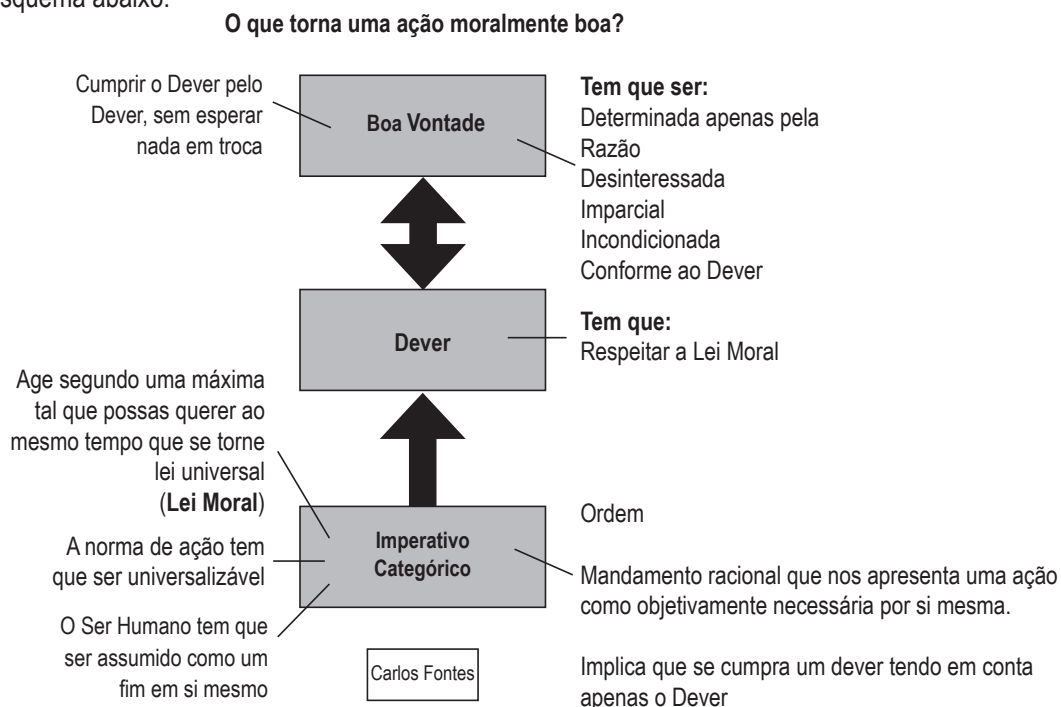 squema abaixo.
O que torna uma ação moralmente boa?
Cumprir o Dever pelo
Dever, sem esperar
nada em troca
Boa Vontade
Tem que ser:
Determinada apenas pela
Razão
Desinteressada
Imparcial
Incondicionada
Conforme ao Dever
Dever
Tem que:
Respeitar a Lei Moral
Age segundo uma máxima
tal que possas querer ao
mesmo tempo que se torne
lei universal
(Lei Moral)
A norma de ação tem
que ser universalizável
O Ser Humano tem que
ser assumido como um
fim em si mesmo
Imperativo
Categórico
Ordem
Mandamento racional que nos apresenta uma ação
como objetivamente necessária por si mesma.
Implica que se cumpra um dever tendo em conta
apenas o Dever
Carlos Fontes